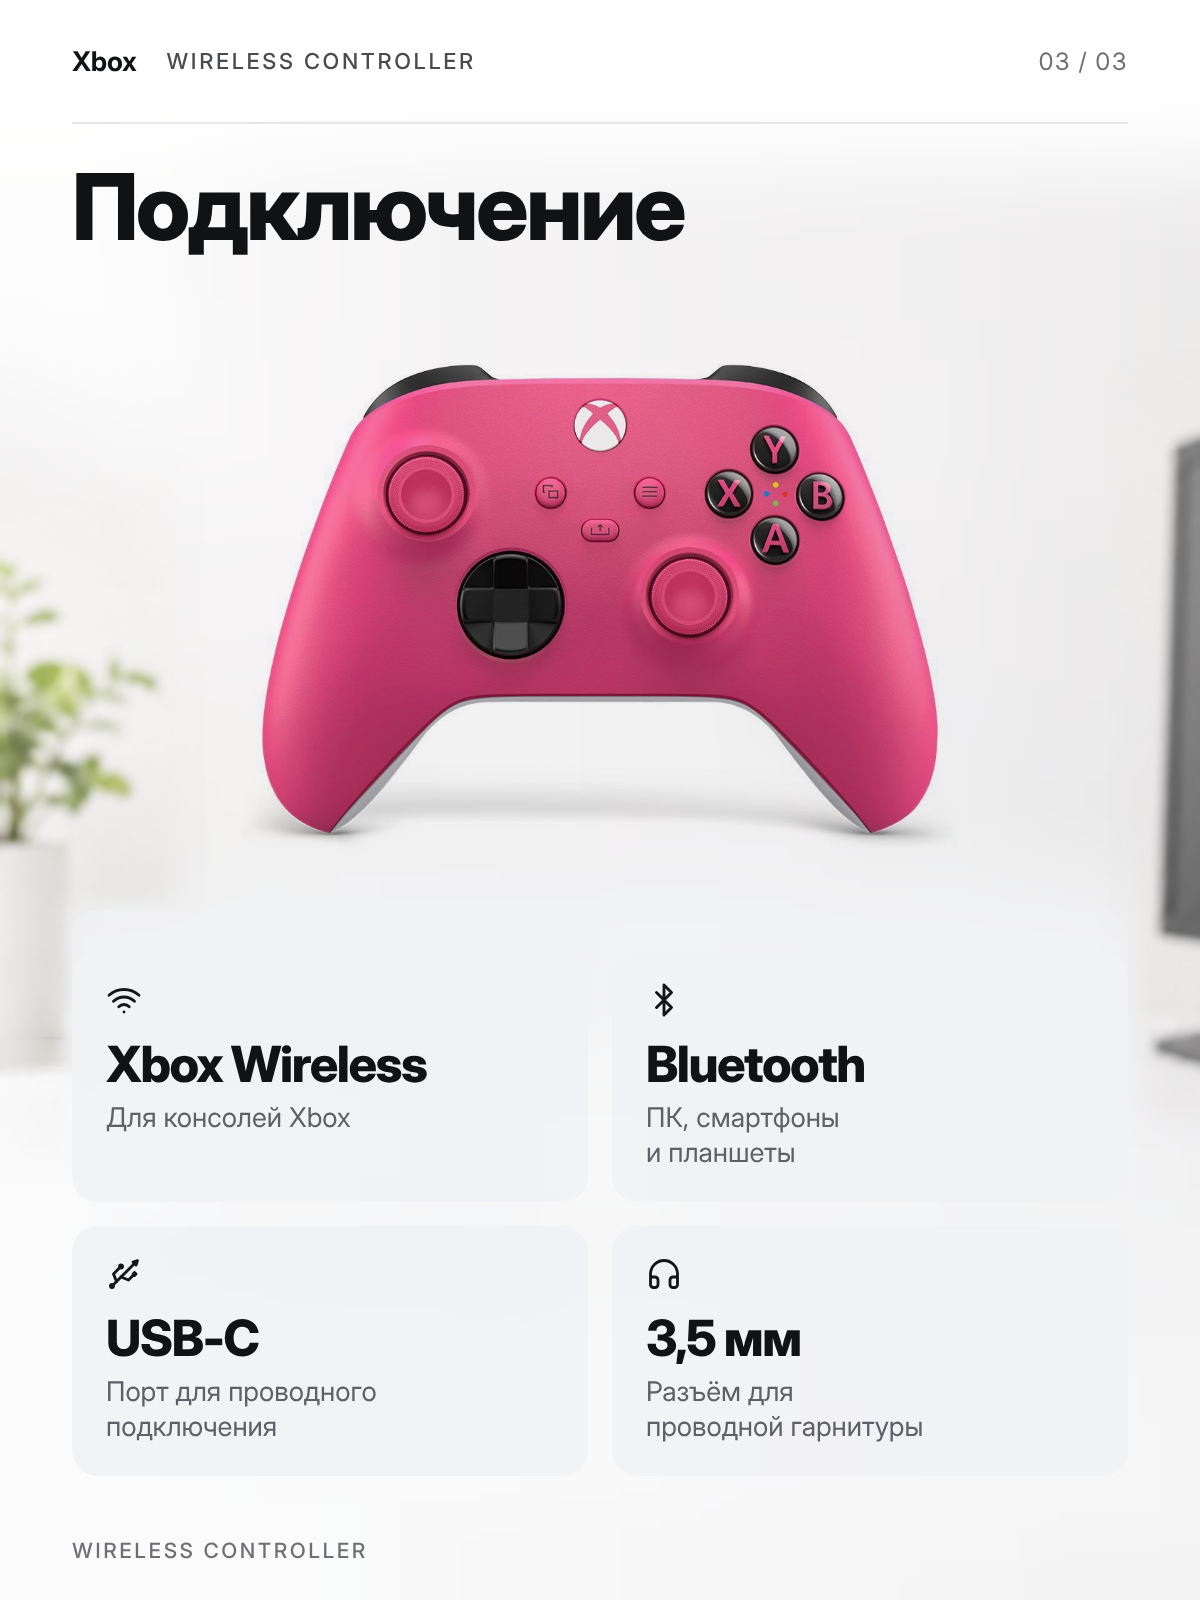 Xbox WIRELESS CONTROLLER 03 / 03
Подключение
Y
X B
A
Xbox Wireless
Для консолей Xbox
Bluetooth
ПК, смартфоны
и планшеты
USB-C
Порт для проводного
подключения
3,5 мм
Разъём для
проводной гарнитуры
WIRELESS CONTROLLER